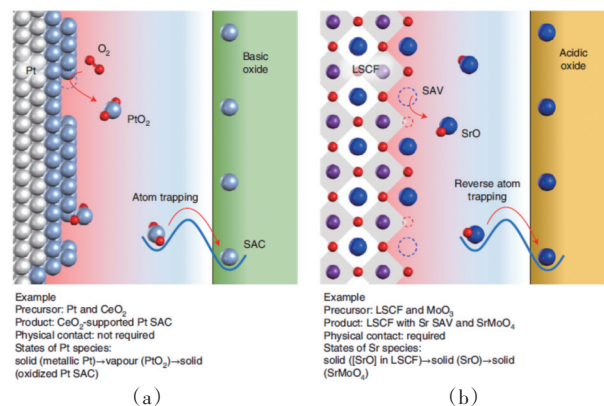 Pt
O2
PtO2
Basic
oxide
Atom trapping
SAC
Example
Precursor: Pt and CeO2
Product: CeO2-supported Pt SAC
Physical contact: not required
States of Pt species:
solid (metallic Pt)→vapour (PtO2)→solid
(oxidized Pt SAC)
(a)
LSCF
SAV
SrO
Acidic
oxide
Reverse atom
trapping
Example
Precursor: LSCF and MoO3
Product: LSCF with Sr SAV and SrMoO4
Physical contact: required
States of Sr species:
solid ([SrO] in LSCF)→solid (SrO)→solid
(SrMoO4)
(b)